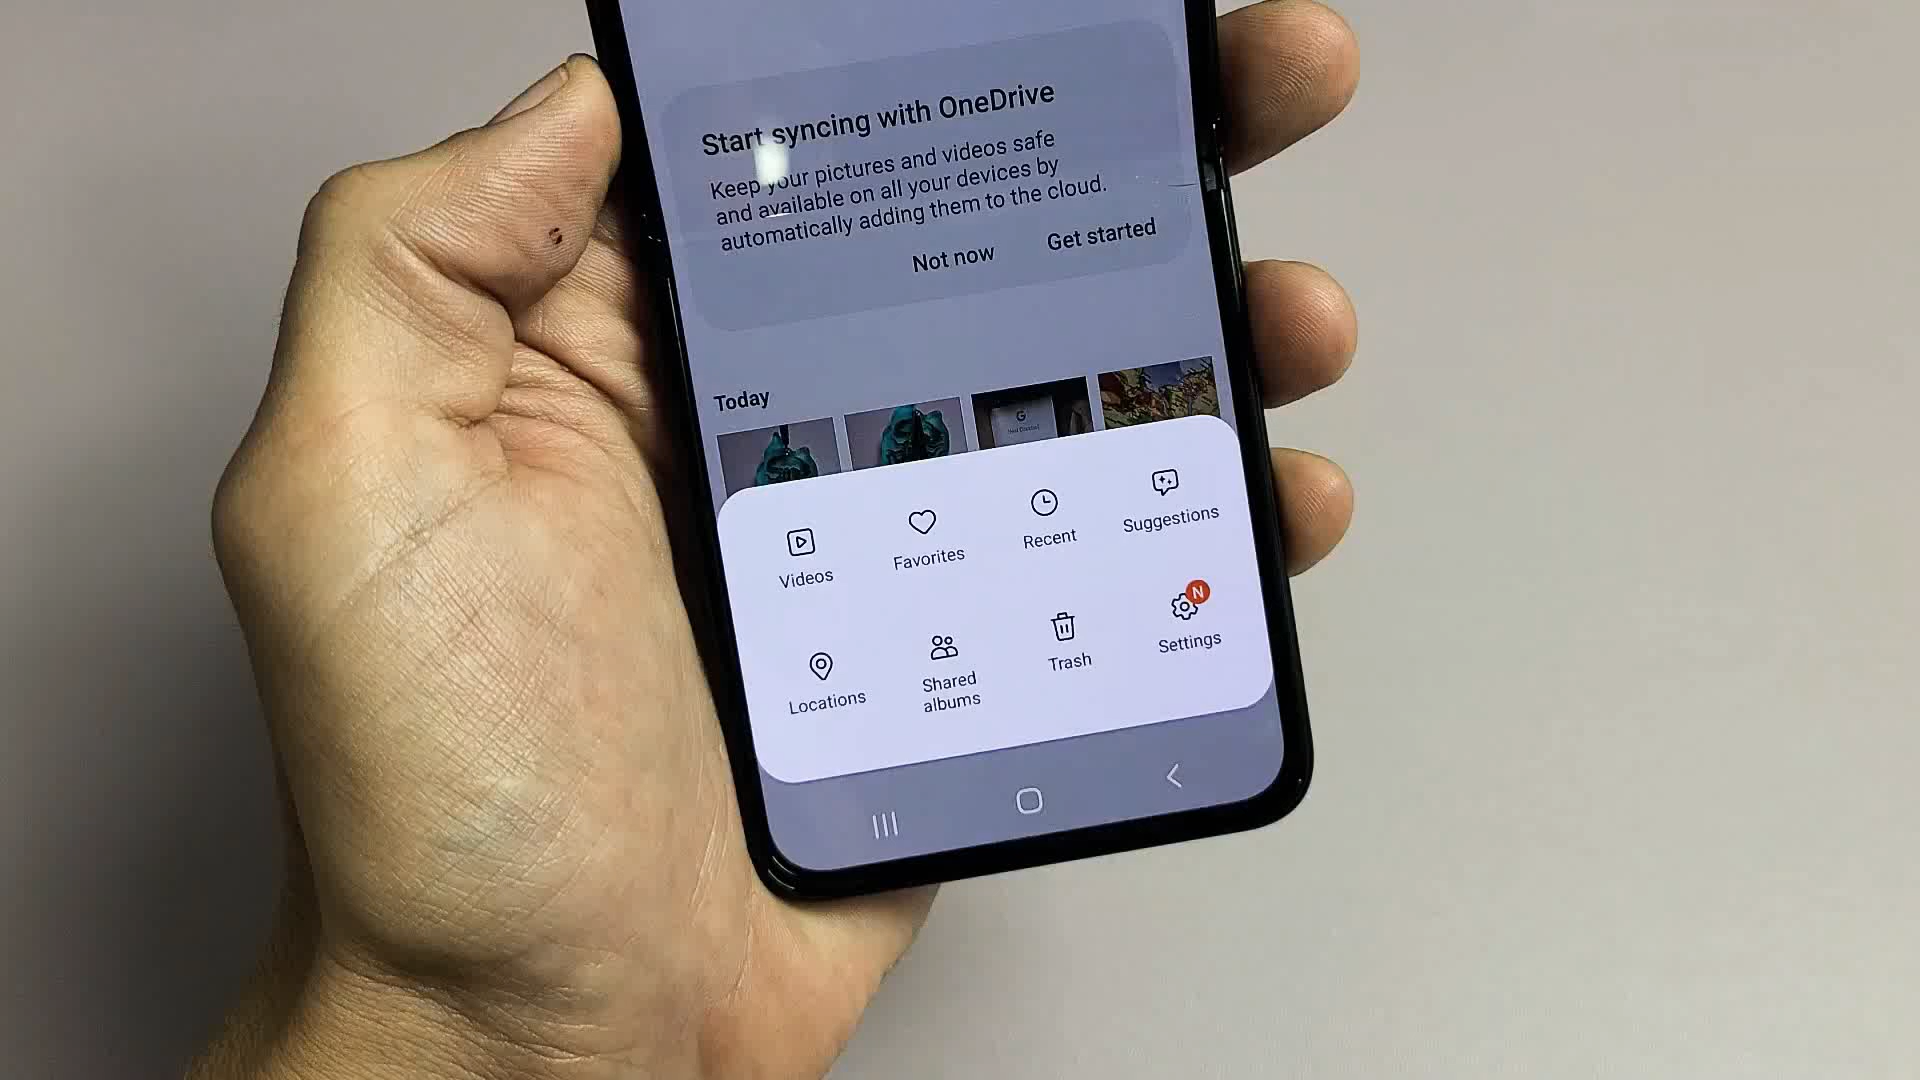 Start syncing with OneDrive
Keep your pictures and videos safe
and available on all your devices by
automatically adding them to the cloud.
Not now
Get started
Today
G
Videos
Favorites
Recent
Suggestions
Locations
Shared
albums
Trash
N
Settings